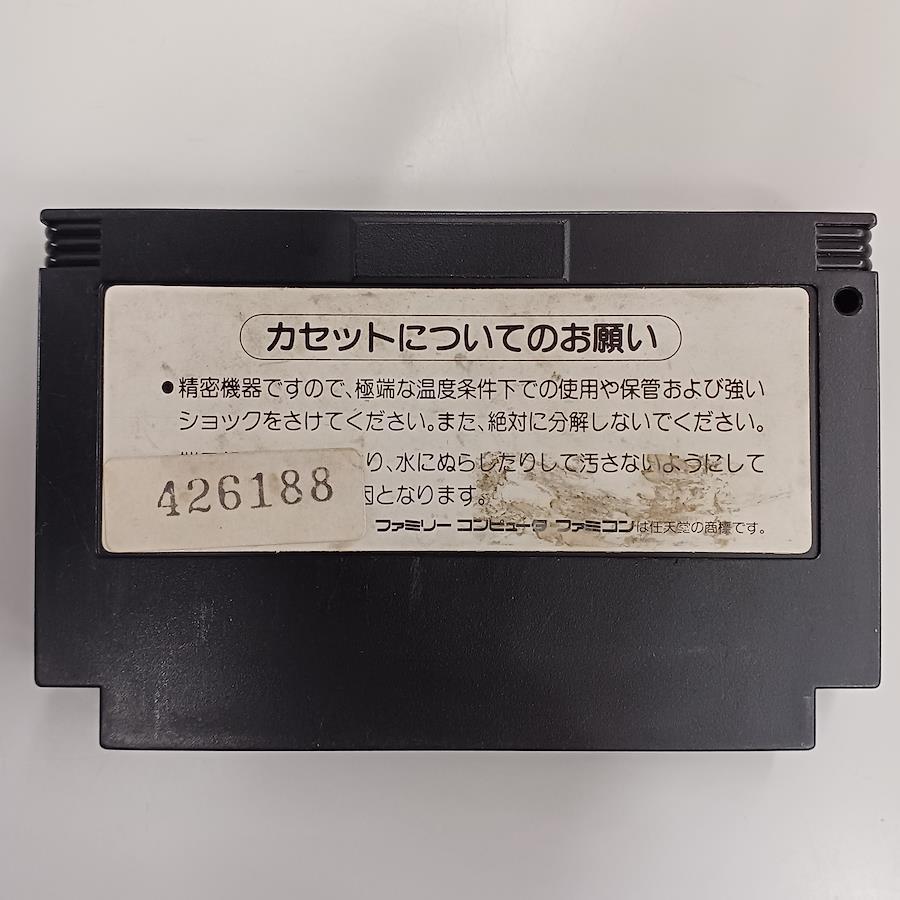 カセットについてのお願い
●精密機器ですので、極端な温度条件下での使用や保管および強い
ショックをさけてください。また、絶対に分解しないでください。
り、水にぬらしたりして汚さないようにして
因となります。
426188
ファミリー コンピュータ ファミコンは任天堂の商標です。